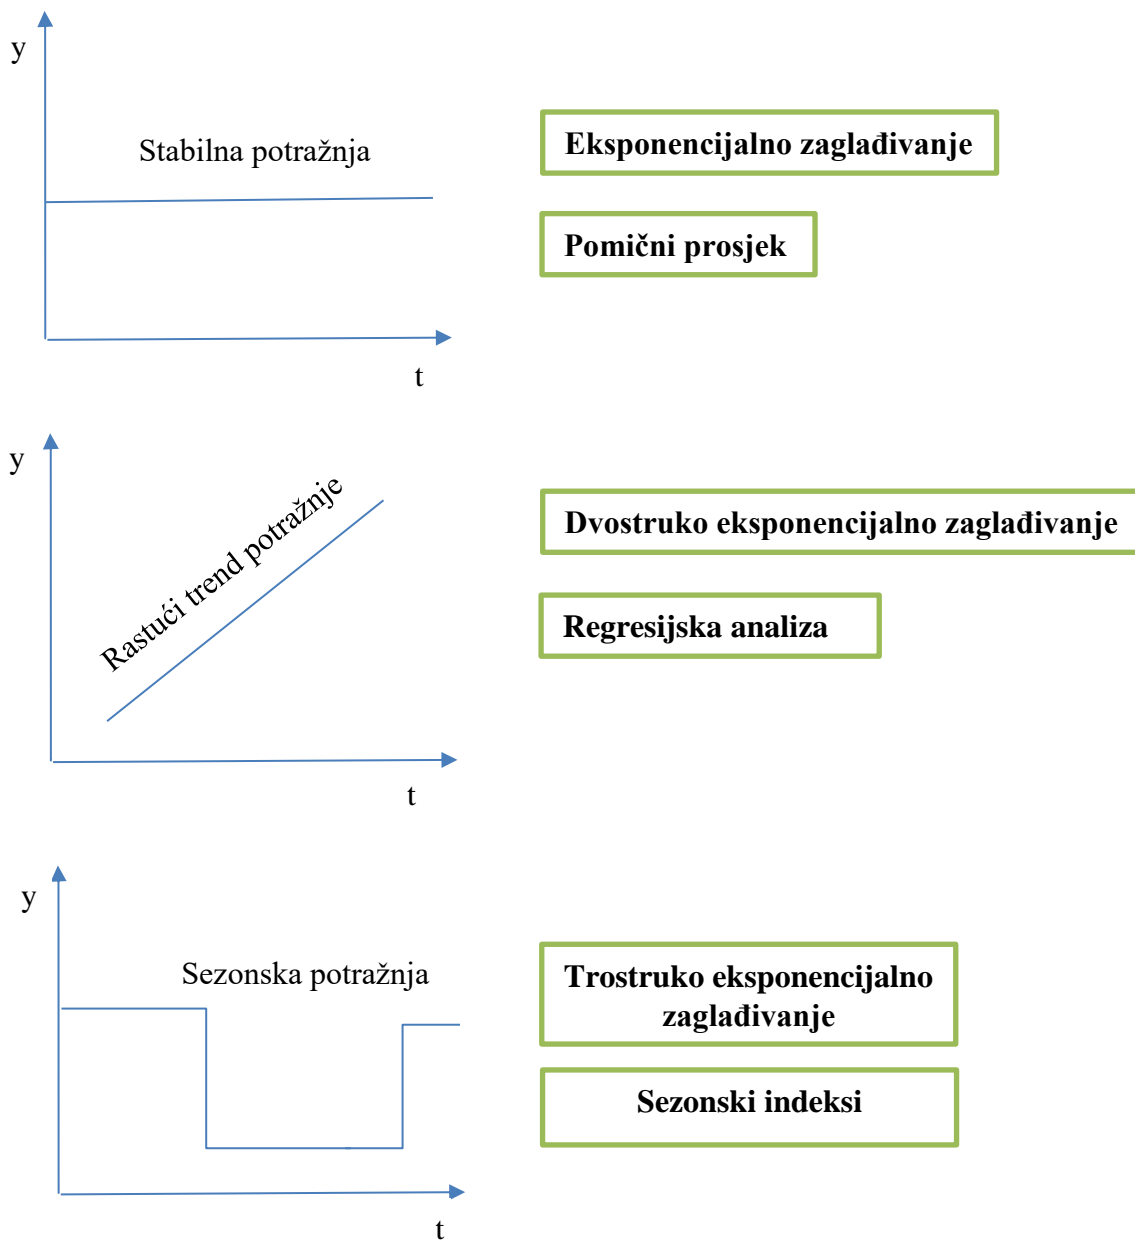 y
Stabilna potražnja
t
Eksponencijalno zaglađivanje
Pomični prosjek
y
Rastući trend potražnje
t
Dvostruko eksponencijalno zaglađivanje
Regresijska analiza
y
Sezonska potražnja
t
Trostruko eksponencijalno
zaglađivanje
Sezonski indeksi